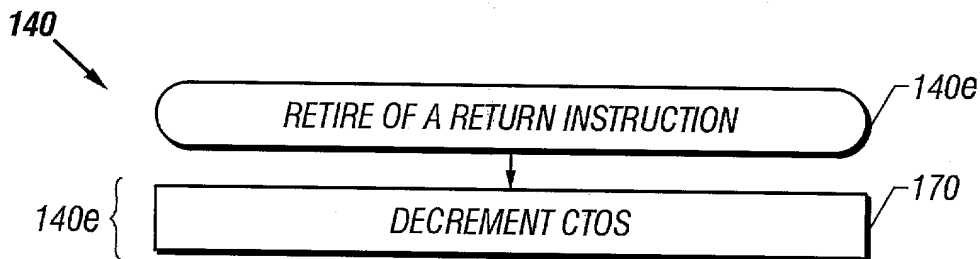 140
RETIRE OF A RETURN INSTRUCTION
140e
140e
DECREMENT CTOS
170